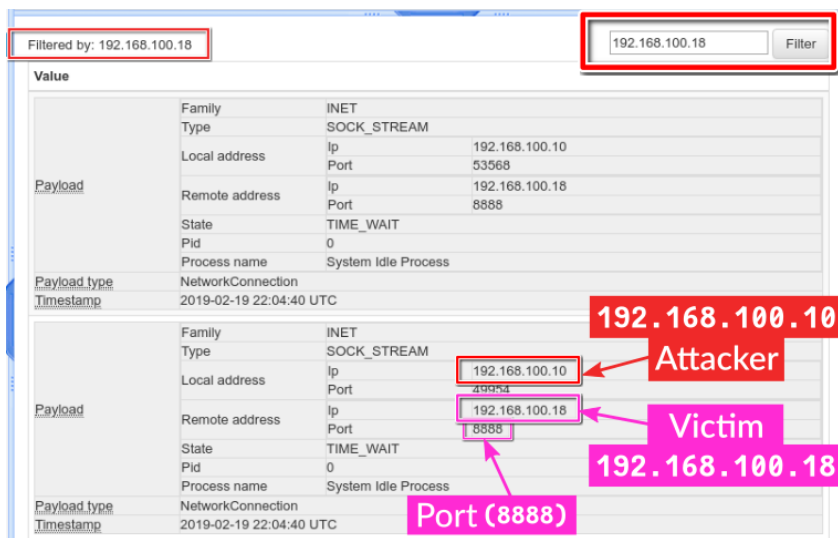 Filtered by: 192.168.100.18
192.168.100.18 Filter
Value
Payload
Family INET
Type SOCK_STREAM
Local address
Ip 192.168.100.10
Port 53568
Remote address
Ip 192.168.100.18
Port 8888
State TIME_WAIT
Pid 0
Process name System Idle Process
Payload type NetworkConnection
Timestamp 2019-02-19 22:04:40 UTC
Payload
Family INET
Type SOCK_STREAM
Local address
Ip 192.168.100.10
Port 49954
Remote address
Ip 192.168.100.18
Port 8888
State TIME_WAIT
Pid 0
Process name System Idle Process
Payload type NetworkConnection
Timestamp 2019-02-19 22:04:40 UTC
192.168.100.10
Attacker
Victim
192.168.100.18
Port (8888)